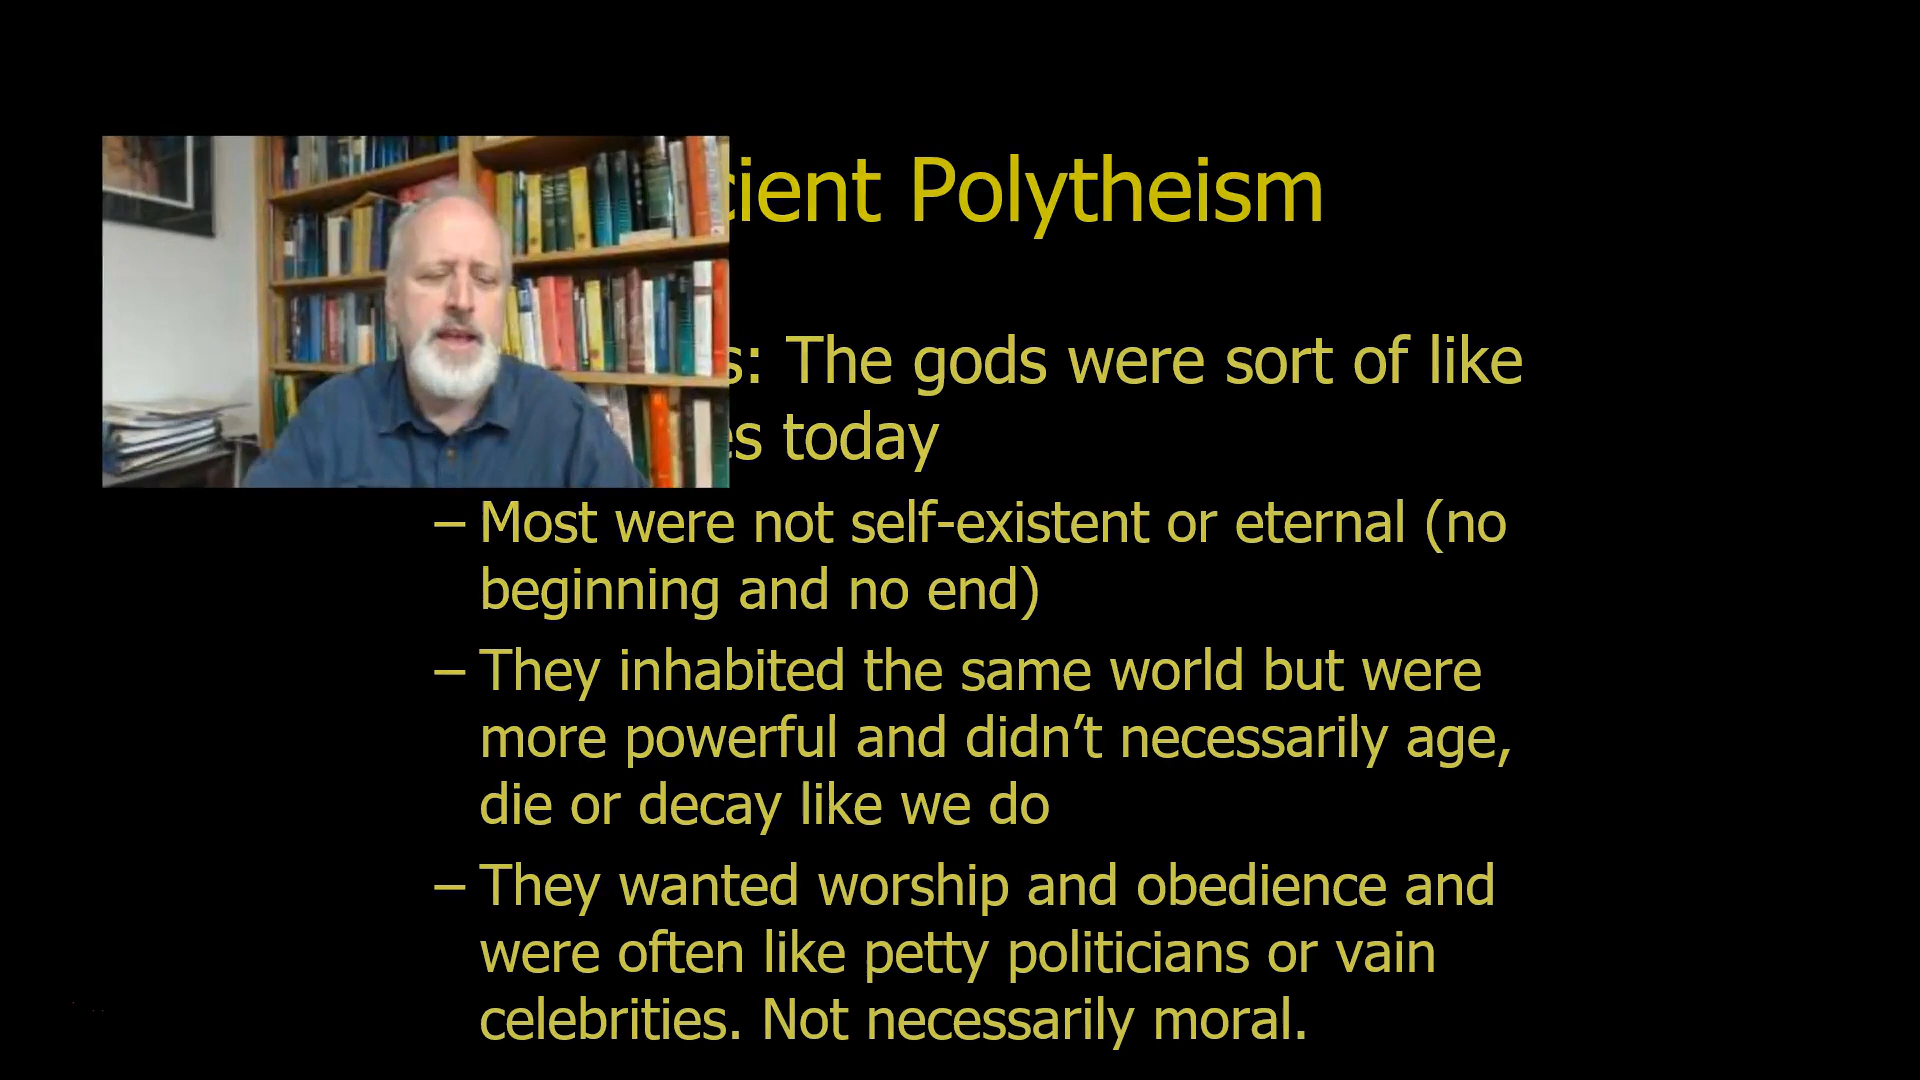 cient Polytheism
s: The gods were sort of like
es today
– Most were not self-existent or eternal (no
beginning and no end)
– They inhabited the same world but were
more powerful and didn’t necessarily age,
die or decay like we do
– They wanted worship and obedience and
were often like petty politicians or vain
celebrities. Not necessarily moral.